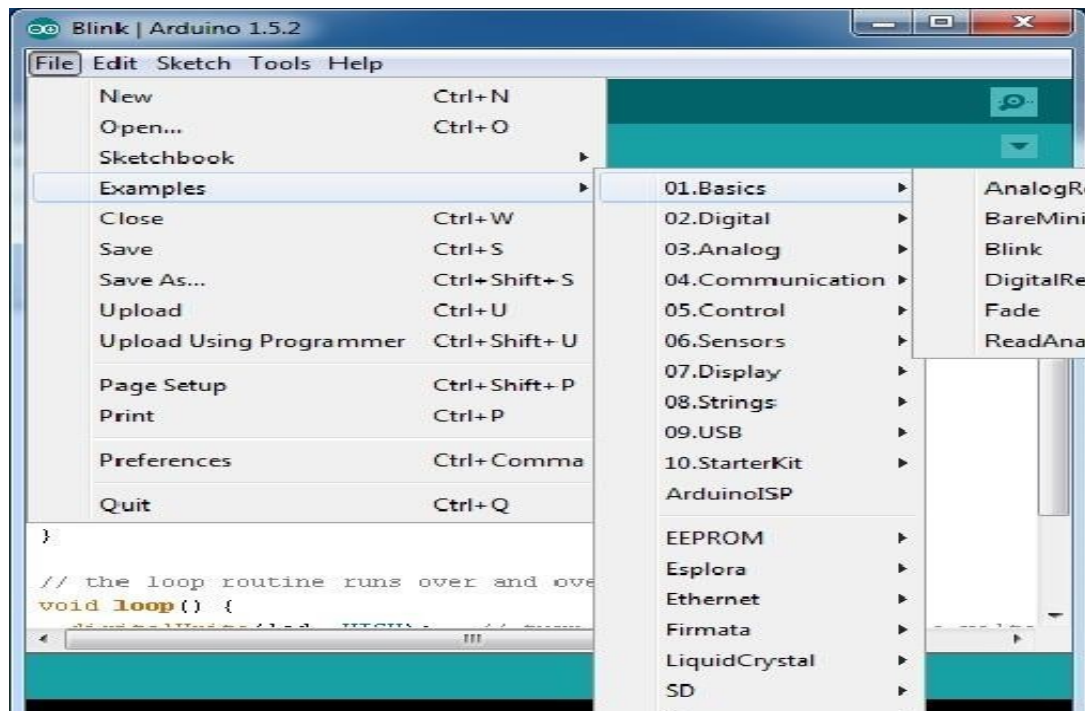 Blink | Arduino 1.5.2
File Edit Sketch Tools Help
New Ctrl+N
Open... Ctrl+O
Sketchbook
Examples
Close Ctrl+W
Save Ctrl+S
Save As... Ctrl+Shift+S
Upload Ctrl+U
Upload Using Programmer Ctrl+Shift+U
Page Setup Ctrl+Shift+P
Print Ctrl+P
Preferences Ctrl+Comma
Quit Ctrl+Q
01.Basics
02.Digital
03.Analog
04.Communication
05.Control
06.Sensors
07.Display
08.Strings
09.USB
10.StarterKit
ArduinoISP
EEPROM
Esplora
Ethernet
Firmata
LiquidCrystal
SD
AnalogRe
BareMini
Blink
DigitalRe
Fade
ReadAna
}
// the loop routine runs over and ove
void loop() {